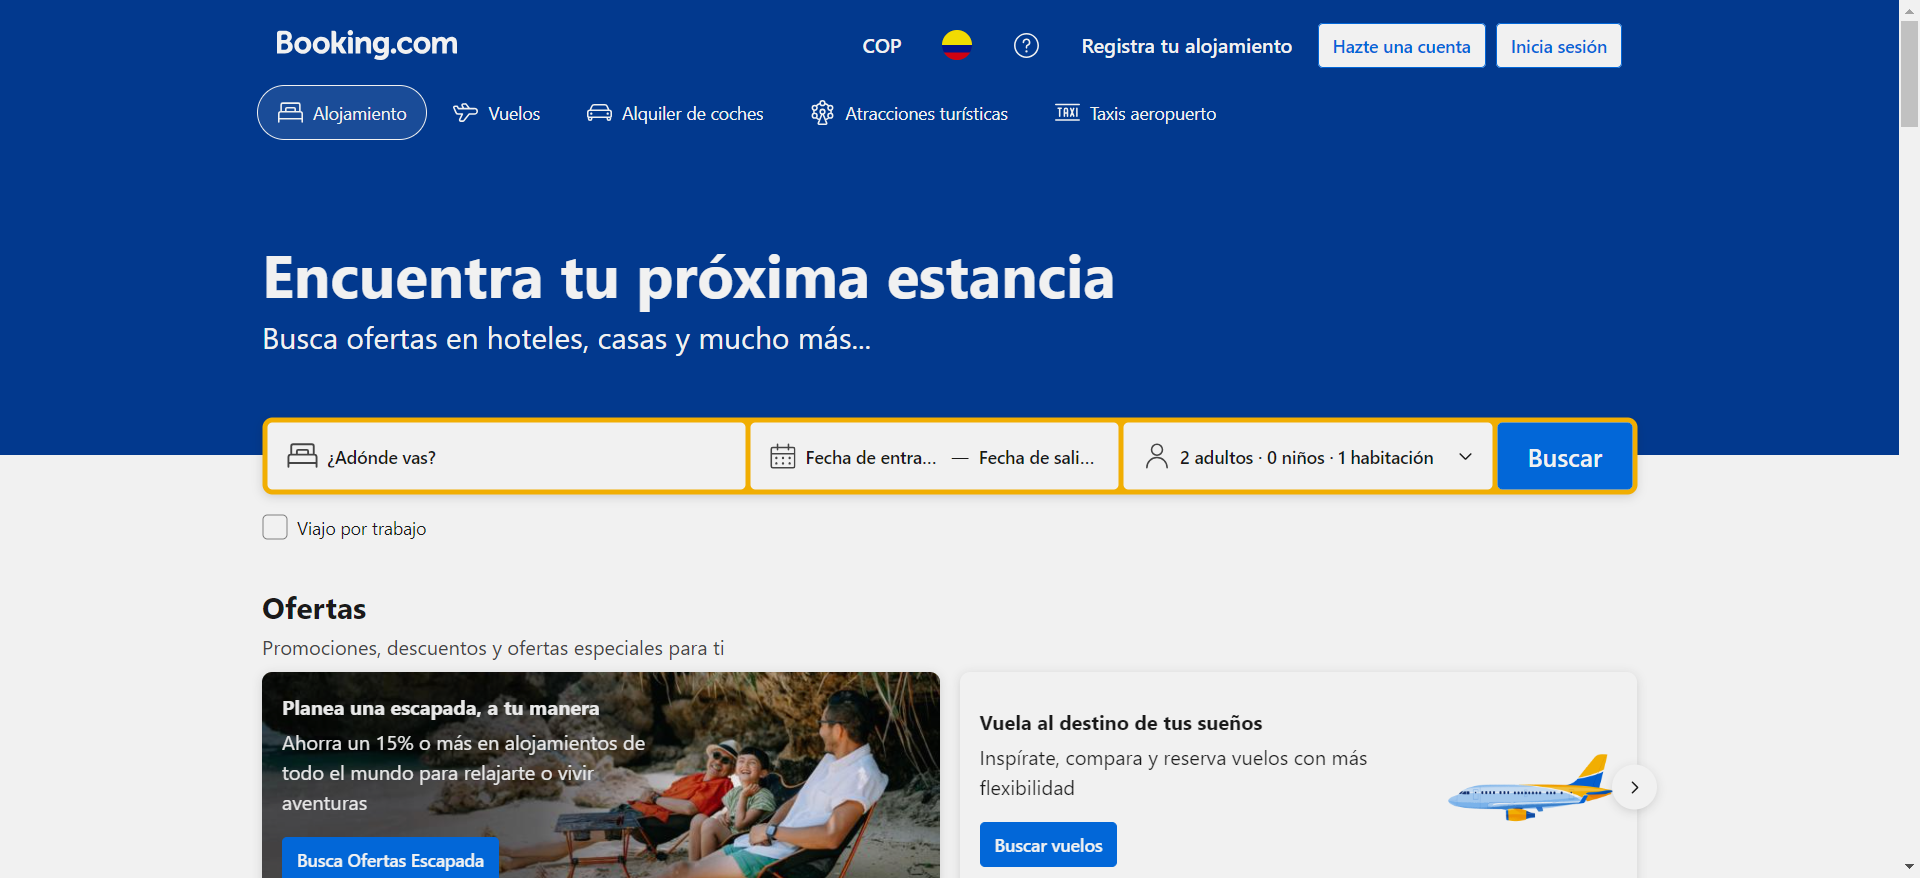 Booking.com
COP
Registra tu alojamiento
Hazte una cuenta
Inicia sesión
Alojamiento
Vuelos
Alquiler de coches
Atracciones turísticas
TAXI
Taxis aeropuerto
Encuentra tu próxima estancia
Busca ofertas en hoteles, casas y mucho más...
¿Adónde vas?
Fecha de entra... — Fecha de sali...
2 adultos · 0 niños · 1 habitación
Buscar
Viajo por trabajo
Ofertas
Promociones, descuentos y ofertas especiales para ti
Planea una escapada, a tu manera
Ahorra un 15% o más en alojamientos de
todo el mundo para relajarte o vivir
aventuras
Busca Ofertas Escapada
Vuela al destino de tus sueños
Inspírate, compara y reserva vuelos con más
flexibilidad
Buscar vuelos